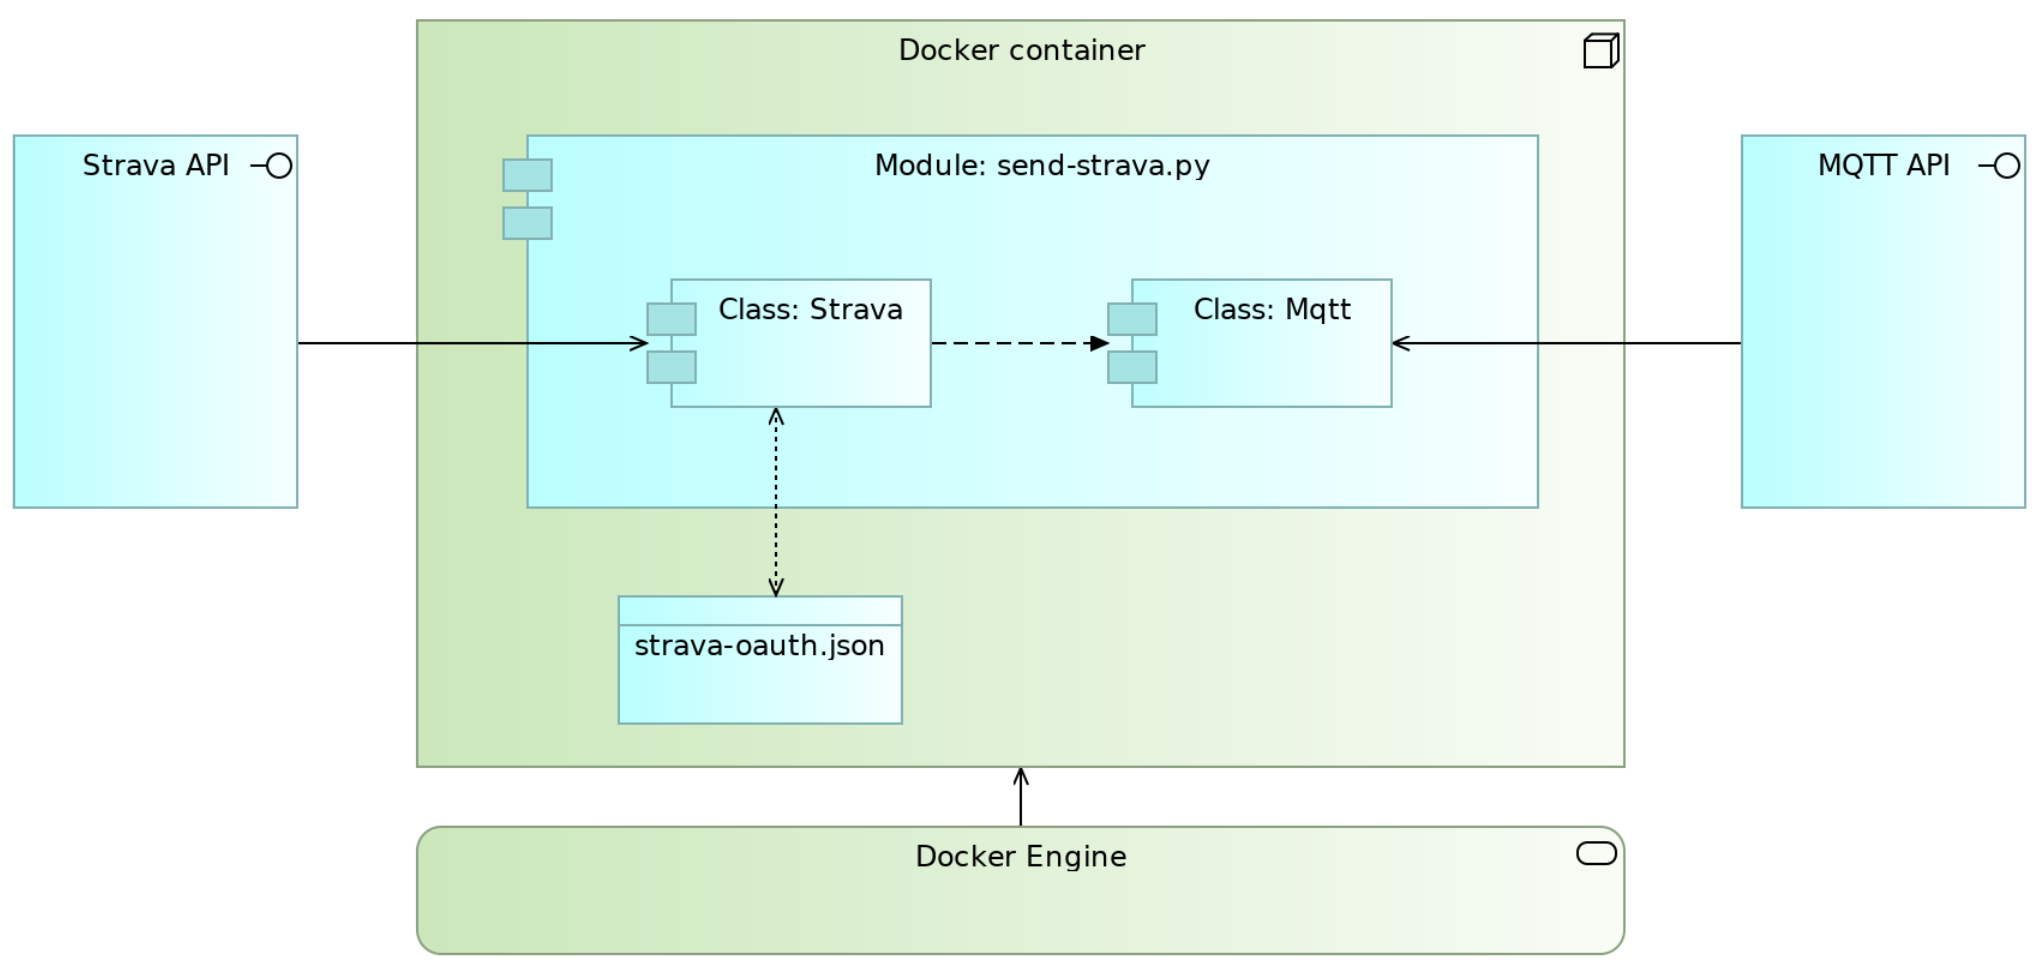 Docker container
Strava API
Module: send-strava.py
MQTT API
Class: Strava
Class: Mqtt
strava-oauth.json
Docker Engine